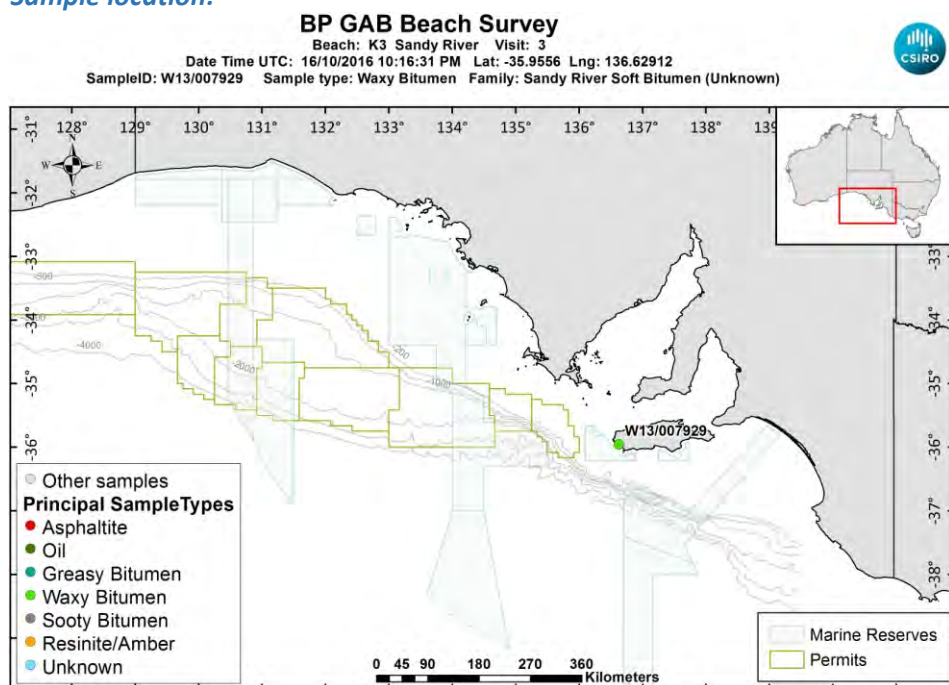 Sample location:
BP GAB Beach Survey
Beach: K3 Sandy River Visit: 3
Date Time UTC: 16/10/2016 10:16:31 PM Lat: -35.9556 Lng: 136.62912
SampleID: W13/007929 Sample type: Waxy Bitumen Family: Sandy River Soft Bitumen (Unknown)
CSIRO
128° 129° 130° 131° 132° 133° 134° 135° 136° 137° 138° 139
-31°
N
W E
S
-32°
-33°
-34°
-35°
-36°
-37°
-38°
-4000
-2000
-200
-1000
W13/007929
Other samples
Principal SampleTypes
Asphaltite
Oil
Greasy Bitumen
Waxy Bitumen
Sooty Bitumen
Resinite/Amber
Unknown
0 45 90 180 270 360
Kilometers
Marine Reserves
Permits